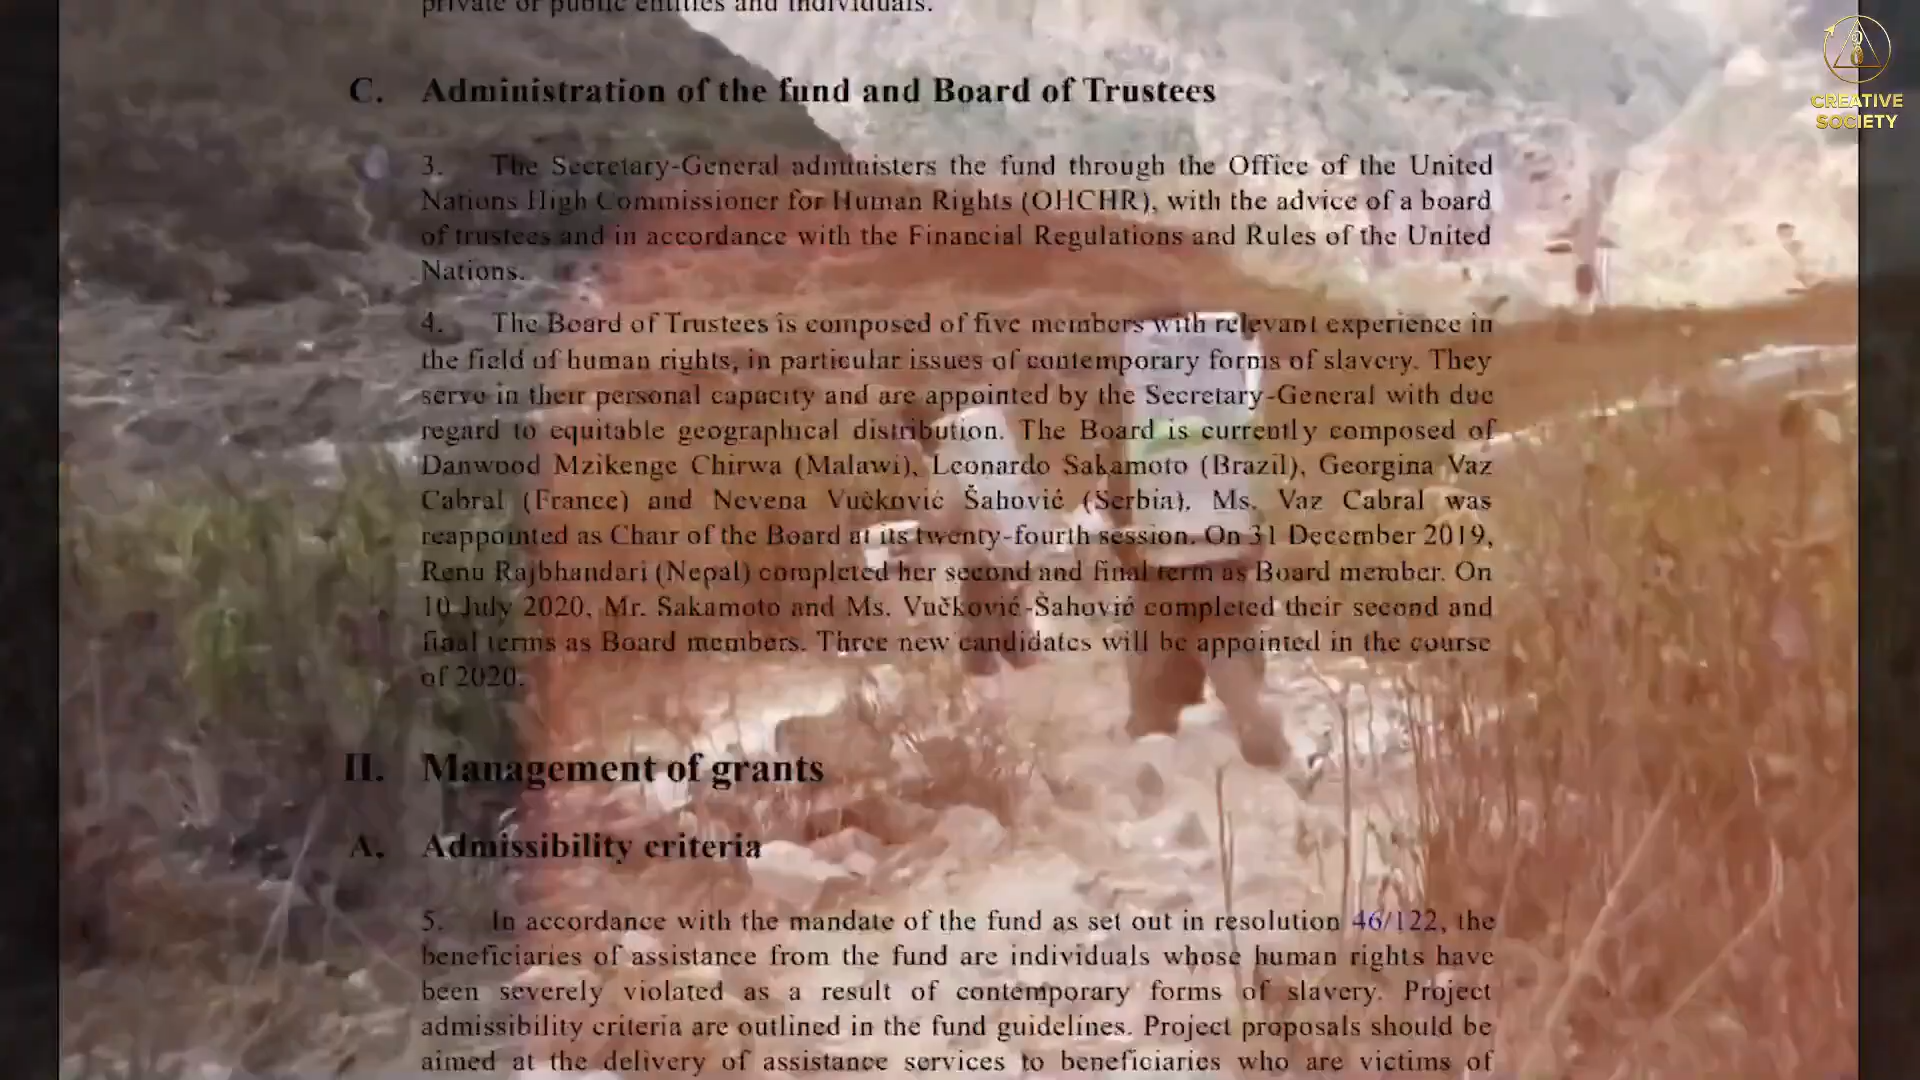 private or public entities and individuals.
CREATIVE
SOCIETY
C. Administration of the fund and Board of Trustees
3. The Secretary-General administers the fund through the Office of the United
Nations High Commissioner for Human Rights (OHCHR), with the advice of a board
of trustees and in accordance with the Financial Regulations and Rules of the United
Nations.
4. The Board of Trustees is composed of five members with relevant experience in
the field of human rights, in particular issues of contemporary forms of slavery. They
serve in their personal capacity and are appointed by the Secretary-General with due
regard to equitable geographical distribution. The Board is currently composed of
Danwood Mzikenge Chirwa (Malawi), Leonardo Sakamoto (Brazil), Georgina Vaz
Cabral (France) and Nevena Vučković Šahović (Serbia). Ms. Vaz Cabral was
reappointed as Chair of the Board at its twenty-fourth session. On 31 December 2019,
Renu Rajbhandari (Nepal) completed her second and final term as Board member. On
10 July 2020, Mr. Sakamoto and Ms. Vučković-Šahović completed their second and
final terms as Board members. Three new candidates will be appointed in the course
of 2020.
II. Management of grants
A. Admissibility criteria
5. In accordance with the mandate of the fund as set out in resolution 46/122, the
beneficiaries of assistance from the fund are individuals whose human rights have
been severely violated as a result of contemporary forms of slavery. Project
admissibility criteria are outlined in the fund guidelines. Project proposals should be
aimed at the delivery of assistance services to beneficiaries who are victims of